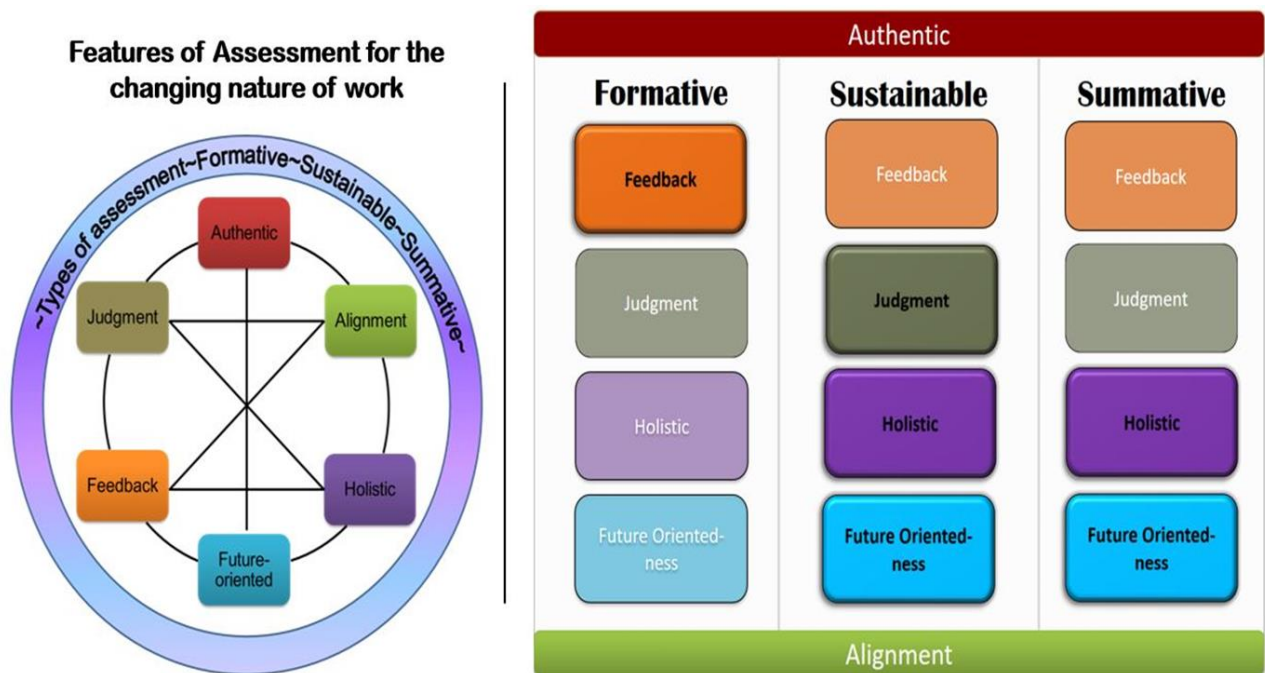 Features of Assessment for the
changing nature of work
~Types of assessment~Formative~Sustainable~Summative~
Authentic
Judgment
Alignment
Feedback
Holistic
Future-
oriented
Authentic
Formative
Feedback
Judgment
Holistic
Future Oriented-
ness
Sustainable
Feedback
Judgment
Holistic
Future Oriented-
ness
Summative
Feedback
Judgment
Holistic
Future Oriented-
ness
Alignment